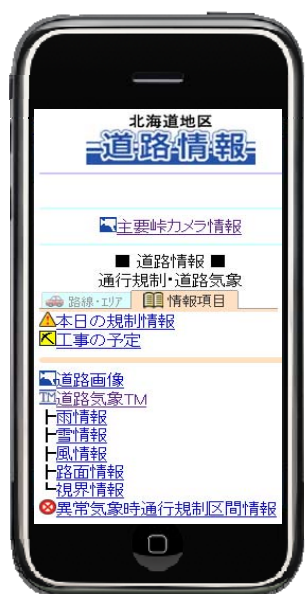 北海道地区
道路情報
主要峠カメラ情報
■ 道路情報 ■
通行規制・道路気象
路線・エリア 情報項目
本日の規制情報
工事の予定
道路画像
TM道路気象TM
├雨情報
├雪情報
├風情報
├路面情報
└視界情報
異常気象時通行規制区間情報